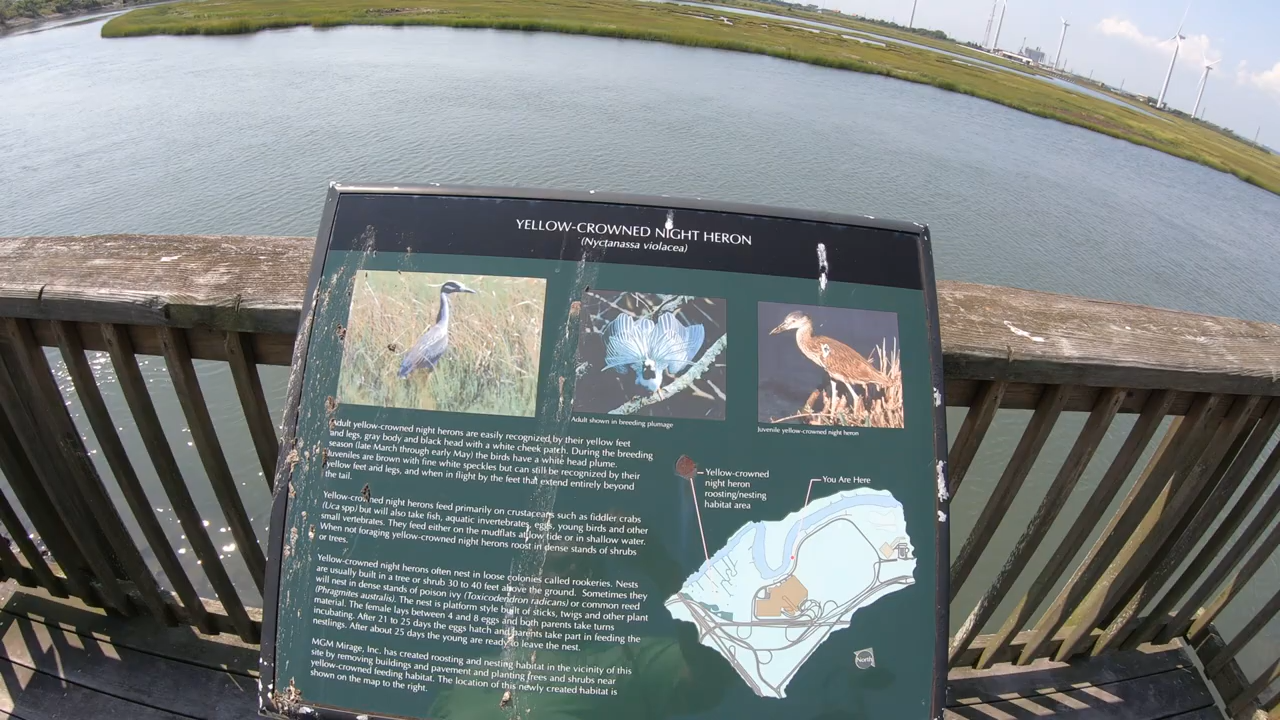 YELLOW-CROWNED NIGHT HERON
(Nyctanassa violacea)
Adult shown in breeding plumage
Juvenile yellow-crowned night heron
Adult yellow-crowned night herons are easily recognized by their yellow feet
and legs, gray body and black head with a white cheek patch. During the breeding
season (late March through early May) the birds have a white head plume.
Juveniles are brown with fine white speckles but can still be recognized by their
yellow feet and legs, and when in flight by the feet that extend entirely beyond
the tail.
Yellow-crowned night herons feed primarily on crustaceans such as fiddler crabs
(Uca spp) but will also take fish, aquatic invertebrates, eggs, young birds and other
small vertebrates. They feed either on the mudflats at low tide or in shallow water.
When not foraging yellow-crowned night herons roost in dense stands of shrubs
or trees.
Yellow-crowned night herons often nest in loose colonies called rookeries. Nests
are usually built in a tree or shrub 30 to 40 feet above the ground. Sometimes they
will nest in dense stands of poison ivy (Toxicodendron radicans) or common reed
(Phragmites australis). The nest is platform style built of sticks, twigs and other plant
material. The female lays between 4 and 8 eggs and both parents take turns
incubating. After 21 to 25 days the eggs hatch and parents take part in feeding the
nestlings. After about 25 days the young are ready to leave the nest.
MGM Mirage, Inc. has created roosting and nesting habitat in the vicinity of this
site by removing buildings and pavement and planting trees and shrubs near
yellow-crowned feeding habitat. The location of this newly created habitat is
shown on the map to the right.
Yellow-crowned
night heron
roosting/nesting
habitat area
You Are Here
North